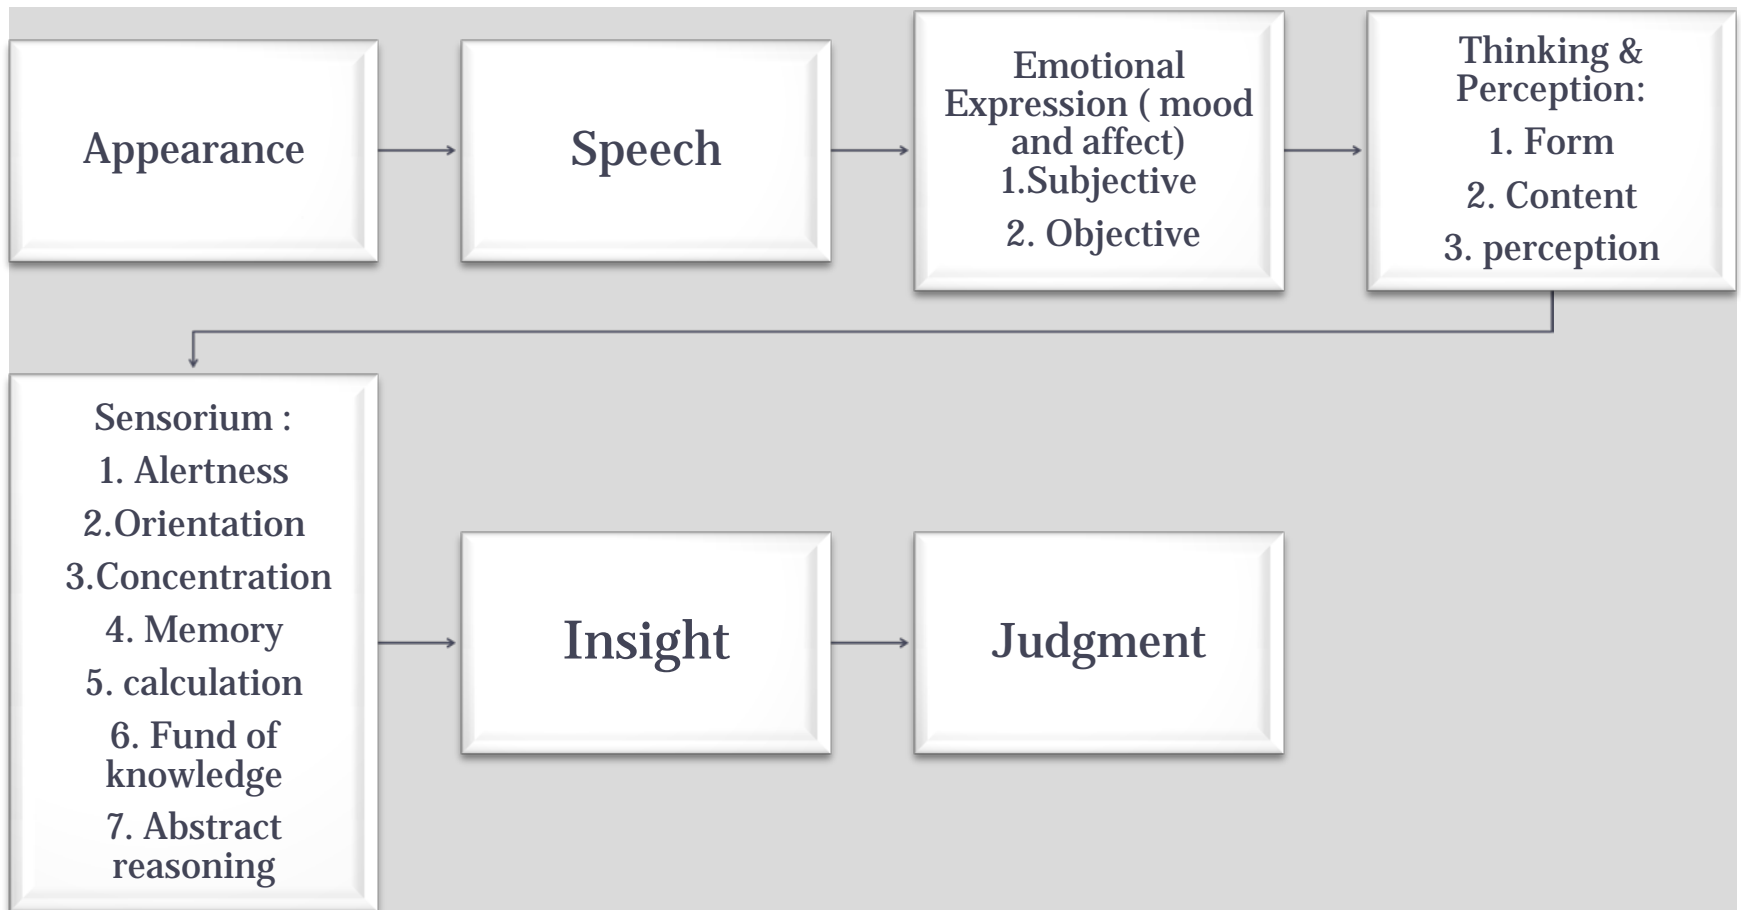 Appearance
Speech
Emotional
Expression ( mood
and affect)
1.Subjective
2. Objective
Thinking &
Perception:
1. Form
2. Content
3. perception
Sensorium :
1. Alertness
2.Orientation
3.Concentration
4. Memory
5. calculation
6. Fund of
knowledge
7. Abstract
reasoning
Insight
Judgment